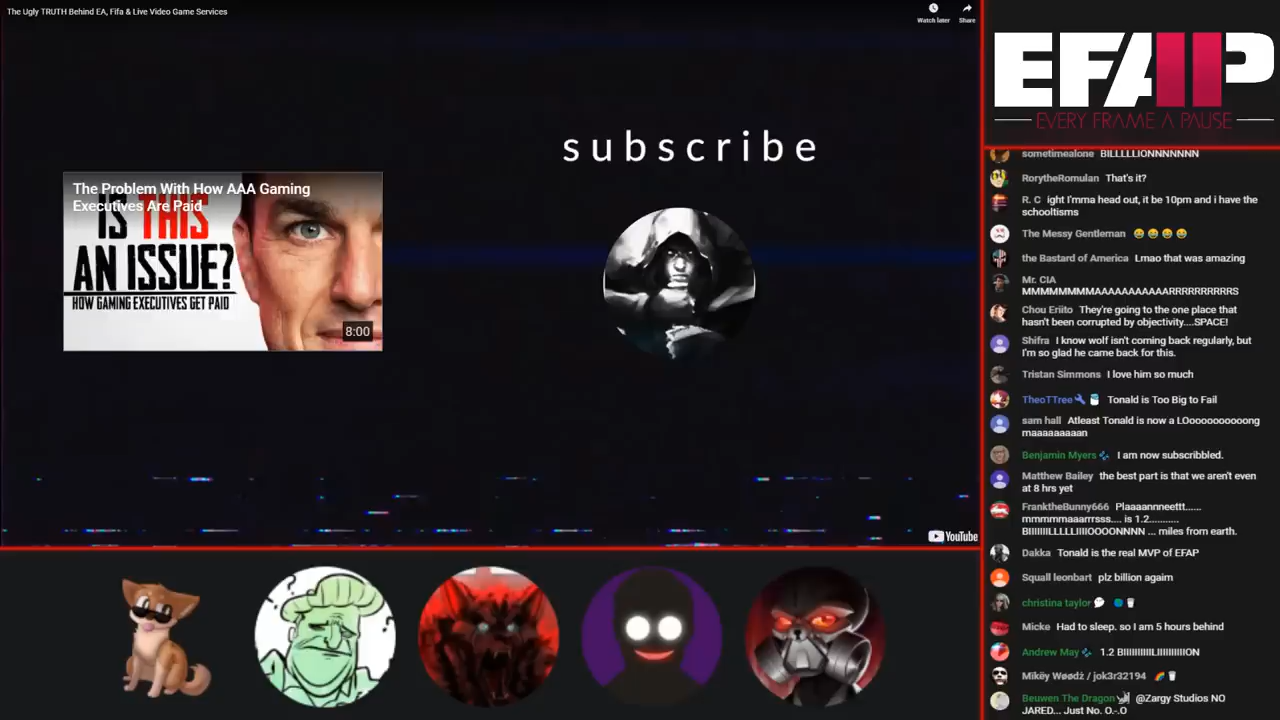 The Ugly TRUTH Behind EA, Fifa & Live Video Game Services
Watch later
Share
subscribe
The Problem With How AAA Gaming
Executives Are Paid
IS THIS
AN ISSUE?
HOW GAMING EXECUTIVES GET PAID
8:00
YouTube
EFAP
EVERY FRAME A PAUSE
sometimealone BILLLLLIONNNNNNN
RorytheRomulan That's it?
R. C ight I'mma head out, it be 10pm and i have the
schooltisms
The Messy Gentleman 😂😂😂😂
the Bastard of America Lmao that was amazing
Mr. CIA
MMMMMMMMAAAAAAAAAAARRRRRRRRRRS
Chou Eriito They're going to the one place that
hasn't been corrupted by objectivity....SPACE!
Shifra I know wolf isn't coming back regularly, but
I'm so glad he came back for this.
Tristan Simmons I love him so much
TheoTTree Tonald is Too Big to Fail
sam hall Atleast Tonald is now a LOooooooooooong
maaaaaaaaan
Benjamin Myers I am now subscribbled.
Matthew Bailey the best part is that we aren't even
at 8 hrs yet
FranktheBunny666 Plaaaannneettt......
mmmmmaaarrrsss.... is 1.2...........
BIIIIIIILLLLLIIIIOOOONNNN ... miles from earth.
Dakka Tonald is the real MVP of EFAP
Squall leonbart plz billion agaim
christina taylor
Micke Had to sleep. so I am 5 hours behind
Andrew May 1.2 BIIIIIIIIIILIIIIIIIIIION
Miköy Wøødż / jok3r32194
Beuwen The Dragon @Zargy Studios NO
JARED... Just No. O.-.O